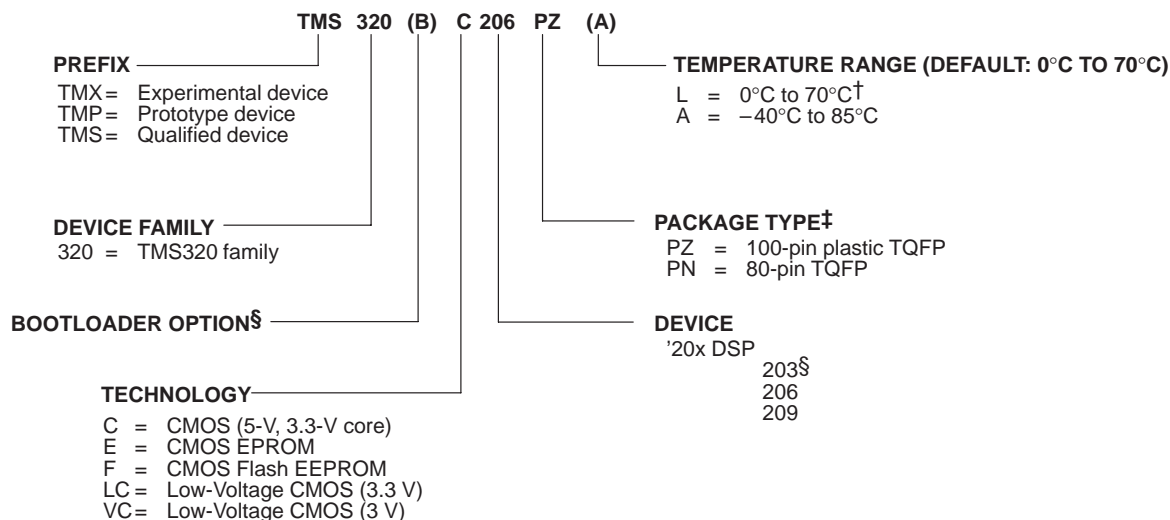 TMS 320 (B) C 206 PZ (A)
PREFIX
TMX = Experimental device
TMP = Prototype device
TMS = Qualified device
TEMPERATURE RANGE (DEFAULT: 0°C TO 70°C)
L = 0°C to 70°C†
A = –40°C to 85°C
DEVICE FAMILY
320 = TMS320 family
PACKAGE TYPE‡
PZ = 100-pin plastic TQFP
PN = 80-pin TQFP
BOOTLOADER OPTION§
DEVICE
'20x DSP
203§
206
209
TECHNOLOGY
C = CMOS (5-V, 3.3-V core)
E = CMOS EPROM
F = CMOS Flash EEPROM
LC = Low-Voltage CMOS (3.3 V)
VC = Low-Voltage CMOS (3 V)